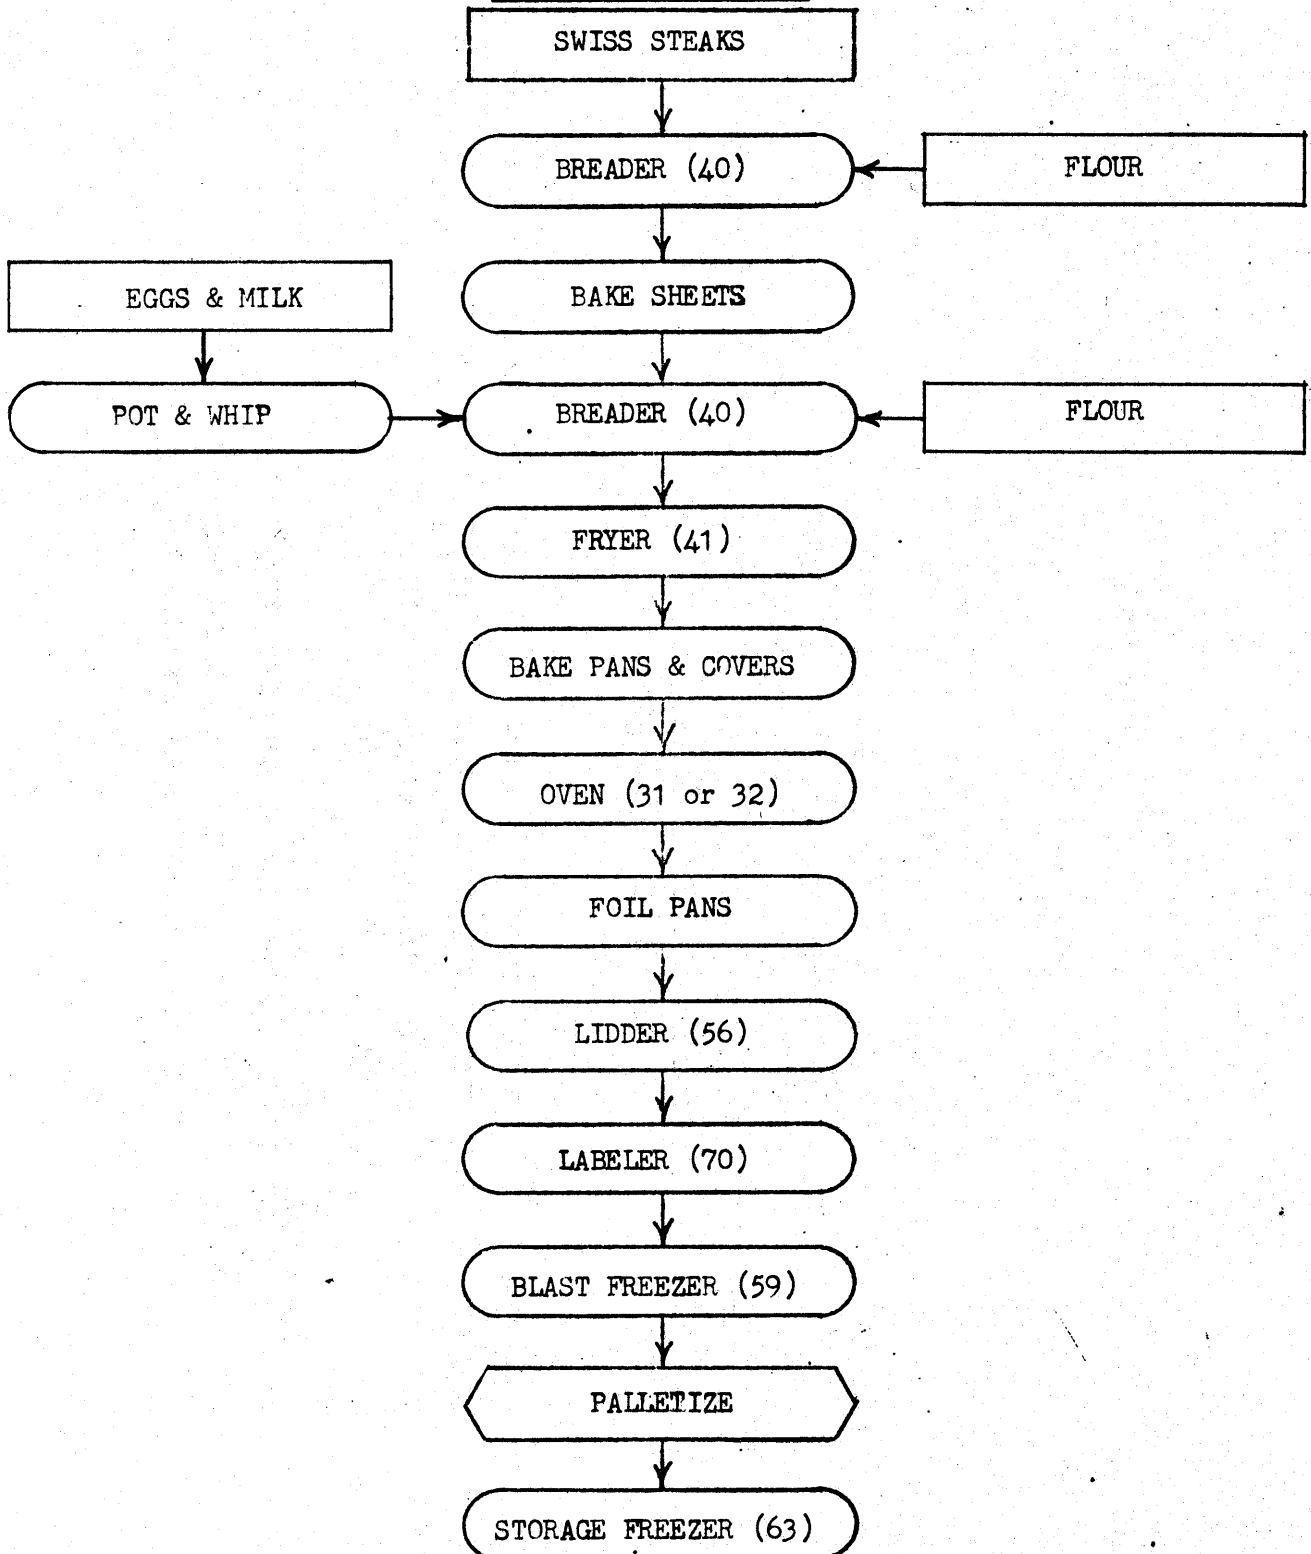 SWISS STEAKS
BREADER (40)
FLOUR
BAKE SHEETS
EGGS & MILK
POT & WHIP
BREADER (40)
FLOUR
FRYER (41)
BAKE PANS & COVERS
OVEN (31 or 32)
FOIL PANS
LIDDER (56)
LABELER (70)
BLAST FREEZER (59)
PALLETIZE
STORAGE FREEZER (63)